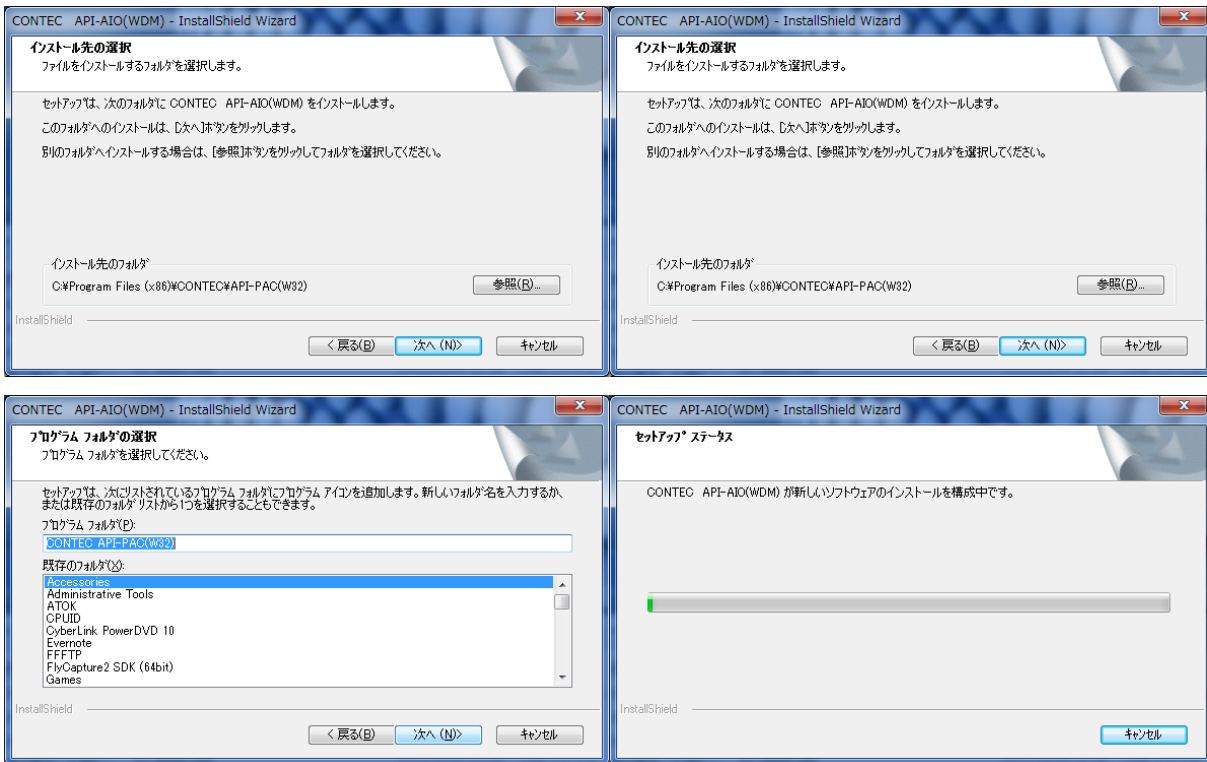 CONTEC API-AIO(WDM) - InstallShield Wizard
インストール先の選択
ファイルをインストールするフォルダを選択します。
セットアップは、次のフォルダに CONTEC API-AIO(WDM) をインストールします。
このフォルダへのインストールは、[次へ]ボタンをクリックします。
別のフォルダへインストールする場合は、[参照]ボタンをクリックしてフォルダを選択してください。
インストール先のフォルダ
C:¥Program Files (x86)¥CONTEC¥API-PAC(W32)
参照(R)...
InstallShield
< 戻る(B)
次へ (N)>
キャンセル
CONTEC API-AIO(WDM) - InstallShield Wizard
インストール先の選択
ファイルをインストールするフォルダを選択します。
セットアップは、次のフォルダに CONTEC API-AIO(WDM) をインストールします。
このフォルダへのインストールは、[次へ]ボタンをクリックします。
別のフォルダへインストールする場合は、[参照]ボタンをクリックしてフォルダを選択してください。
インストール先のフォルダ
C:¥Program Files (x86)¥CONTEC¥API-PAC(W32)
参照(R)...
InstallShield
< 戻る(B)
次へ (N)>
キャンセル
CONTEC API-AIO(WDM) - InstallShield Wizard
プログラム フォルダの選択
プログラム フォルダを選択してください。
セットアップは、次にリストされているプログラム フォルダにプログラム アイコンを追加します。新しいフォルダ名を入力するか、
または既存のフォルダ リストから1つを選択することもできます。
プログラム フォルダ(P):
CONTEC API-PAC(W32)
既存のフォルダ(X):
Accessories
Administrative Tools
ATOK
CPUID
CyberLink PowerDVD 10
Evernote
FFFTP
FlyCapture2 SDK (64bit)
Games
InstallShield
< 戻る(B)
次へ (N)>
キャンセル
CONTEC API-AIO(WDM) - InstallShield Wizard
セットアップ ステータス
CONTEC API-AIO(WDM) が新しいソフトウェアのインストールを構成中です。
InstallShield
キャンセル